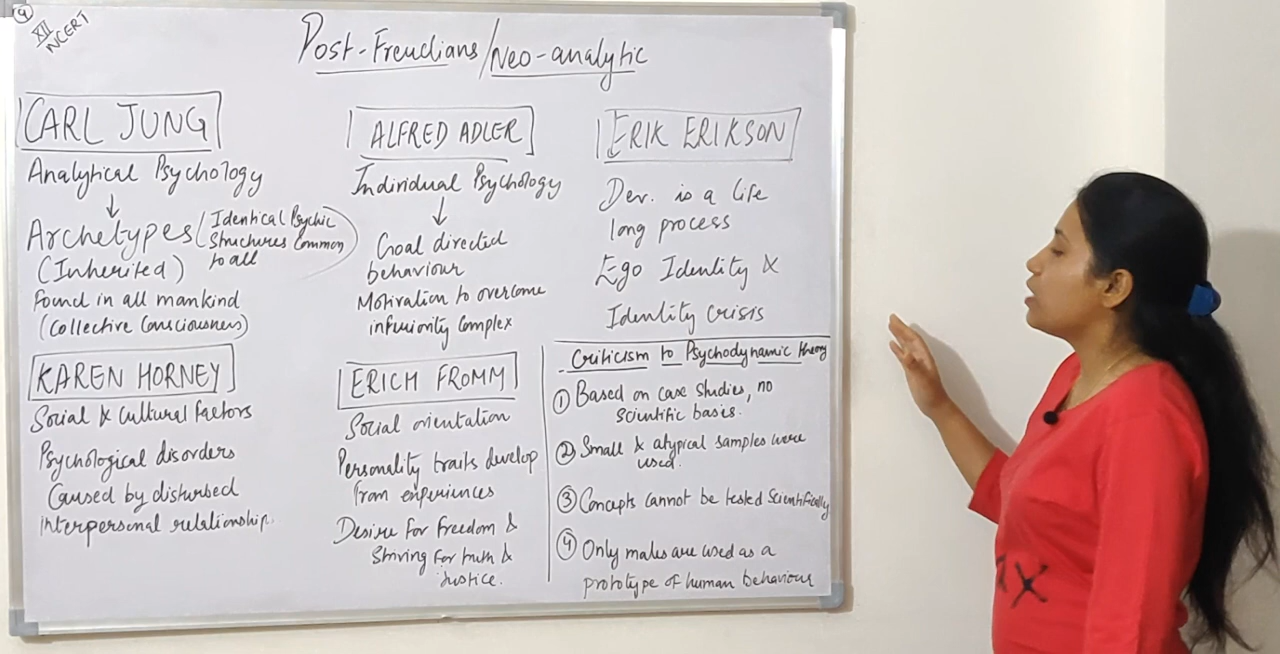 9
XII
NCERT
Post-Freudians/Neo-analytic
CARL JUNG
Analytical Psychology
↓
Archetypes (Identical Psychic
Structures Common
to all)
(Inherited)
Found in all mankind
(Collective Consciousness)
ALFRED ADLER
Individual Psychology
↓
Goal directed
behaviour
Motivation to overcome
infuriority Complex
ERIK ERIKSON
Dev. is a life
long process
Ego Identity &
Identity crisis
KAREN HORNEY
Social & Cultural factors
Psychological disorders
Caused by disturbed
Interpersonal relationship.
ERICH FROMM
Social orientation
Personality traits develop
from experiences
Desire for freedom &
Striving for truth &
Justice.
Criticism to Psychodynamic theory
① Based on case studies, no
scientific basis.
② Small & atypical samples were
used.
③ Concepts cannot be tested Scientifically
④ Only males are used as a
prototype of human behaviour